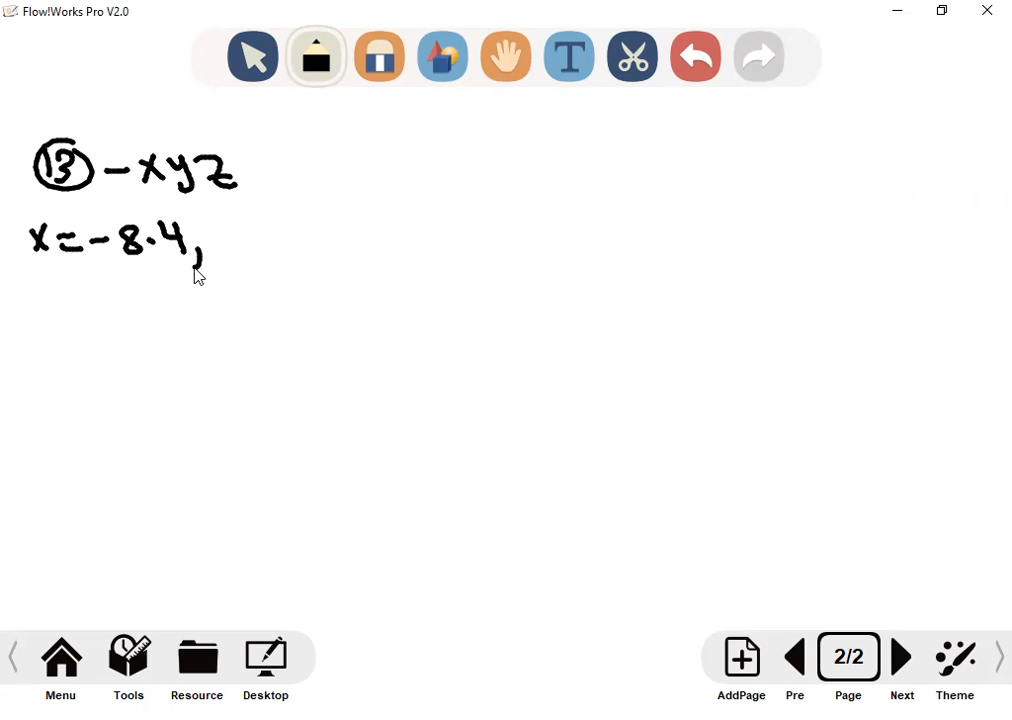 Flow!Works Pro V2.0
T
⑬ - xyz
x = - 8.4,
Menu Tools Resource Desktop
2/2
AddPage Pre Page Next Theme